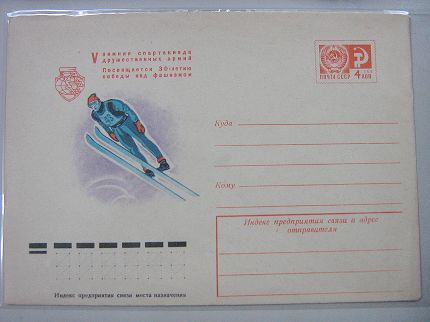 V зимняя спартакиада
дружественных армий
Посвящается 30-летию
победы над фашизмом
ПОЧТА СССР
4
КОП
Куда
Кому
Индекс предприятия связи и адрес
отправителя
Индекс предприятия связи места назначения